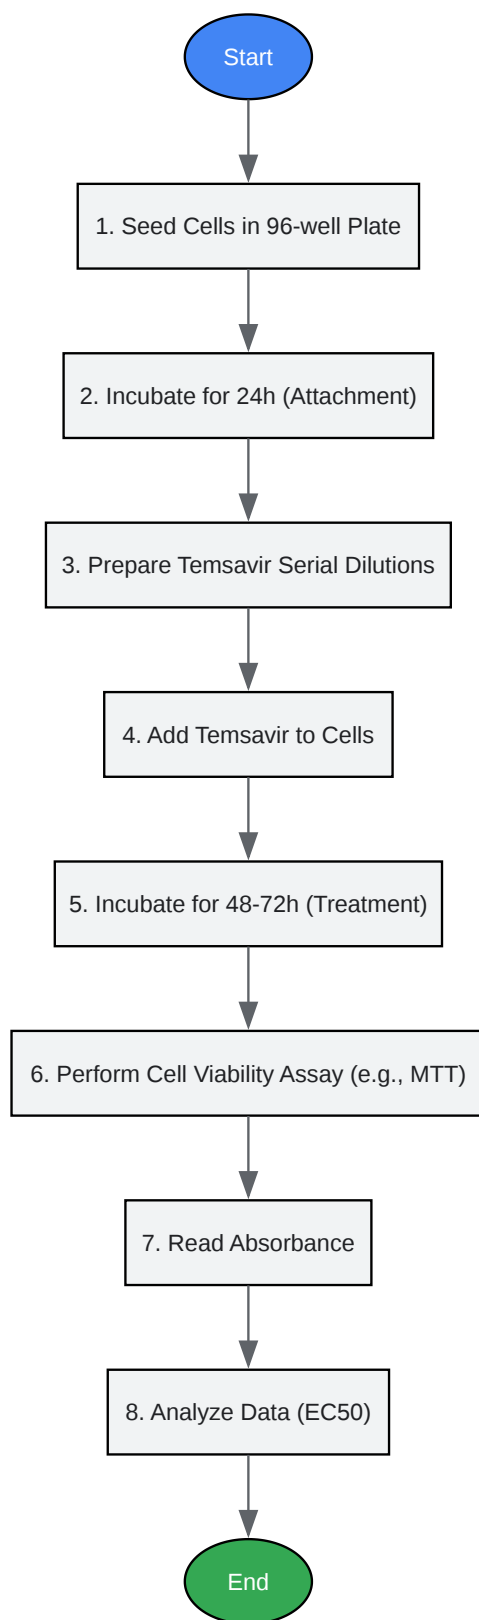 Start
1. Seed Cells in 96-well Plate
2. Incubate for 24h (Attachment)
3. Prepare Temsavir Serial Dilutions
4. Add Temsavir to Cells
5. Incubate for 48-72h (Treatment)
6. Perform Cell Viability Assay (e.g., MTT)
7. Read Absorbance
8. Analyze Data (EC50)
End